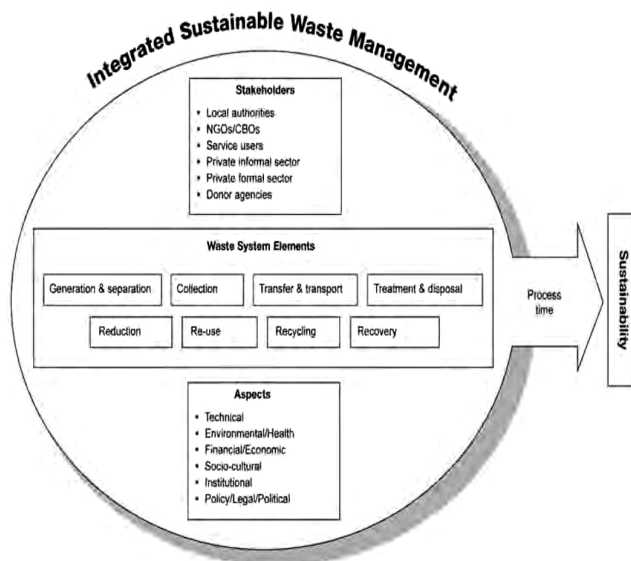 Integrated Sustainable Waste Management
Stakeholders
• Local authorities
• NGOs/CBOs
• Service users
• Private informal sector
• Private formal sector
• Donor agencies
Waste System Elements
Generation & separation
Collection
Transfer & transport
Treatment & disposal
Reduction
Re-use
Recycling
Recovery
Process
time
Sustainability
Aspects
• Technical
• Environmental/Health
• Financial/Economic
• Socio-cultural
• Institutional
• Policy/Legal/Political